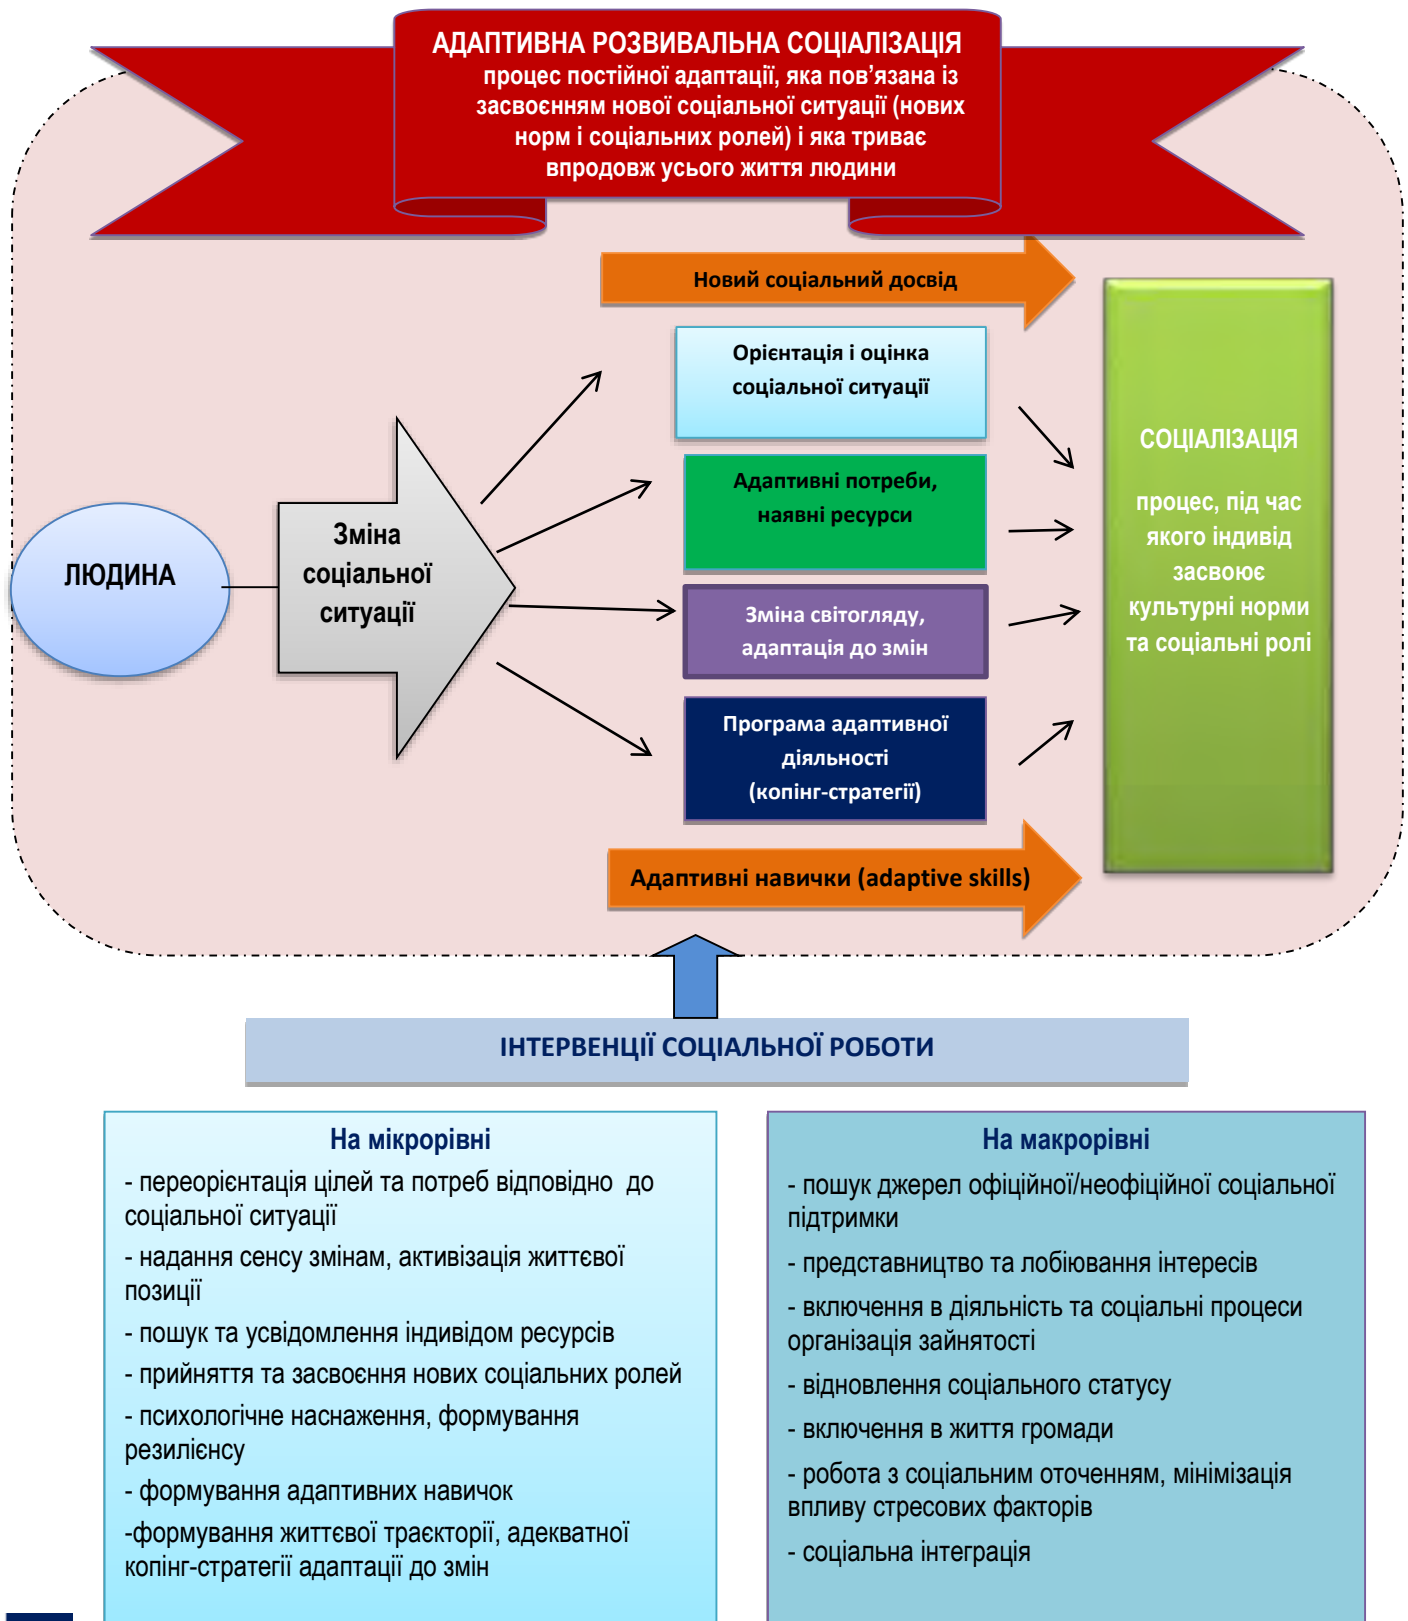 АДАПТИВНА РОЗВИВАЛЬНА СОЦІАЛІЗАЦІЯ
процес постійної адаптації, яка пов’язана із
засвоєнням нової соціальної ситуації (нових
норм і соціальних ролей) і яка триває
впродовж усього життя людини
Новий соціальний досвід
Орієнтація і оцінка
соціальної ситуації
Адаптивні потреби,
наявні ресурси
Зміна світогляду,
адаптація до змін
Програма адаптивної
діяльності
(копінг-стратегії)
Адаптивні навички (adaptive skills)
ЛЮДИНА
Зміна
соціальної
ситуації
СОЦІАЛІЗАЦІЯ
процес, під час
якого індивід
засвоює
культурні норми
та соціальні ролі
ІНТЕРВЕНЦІЇ СОЦІАЛЬНОЇ РОБОТИ
На мікрорівні
- переорієнтація цілей та потреб відповідно до
соціальної ситуації
- надання сенсу змінам, активізація життєвої
позиції
- пошук та усвідомлення індивідом ресурсів
- прийняття та засвоєння нових соціальних ролей
- психологічне наснаження, формування
резилієнсу
- формування адаптивних навичок
-формування життєвої траєкторії, адекватної
копінг-стратегії адаптації до змін
На макрорівні
- пошук джерел офіційної/неофіційної соціальної
підтримки
- представництво та лобіювання інтересів
- включення в діяльність та соціальні процеси
організація зайнятості
- відновлення соціального статусу
- включення в життя громади
- робота з соціальним оточенням, мінімізація
впливу стресових факторів
- соціальна інтеграція